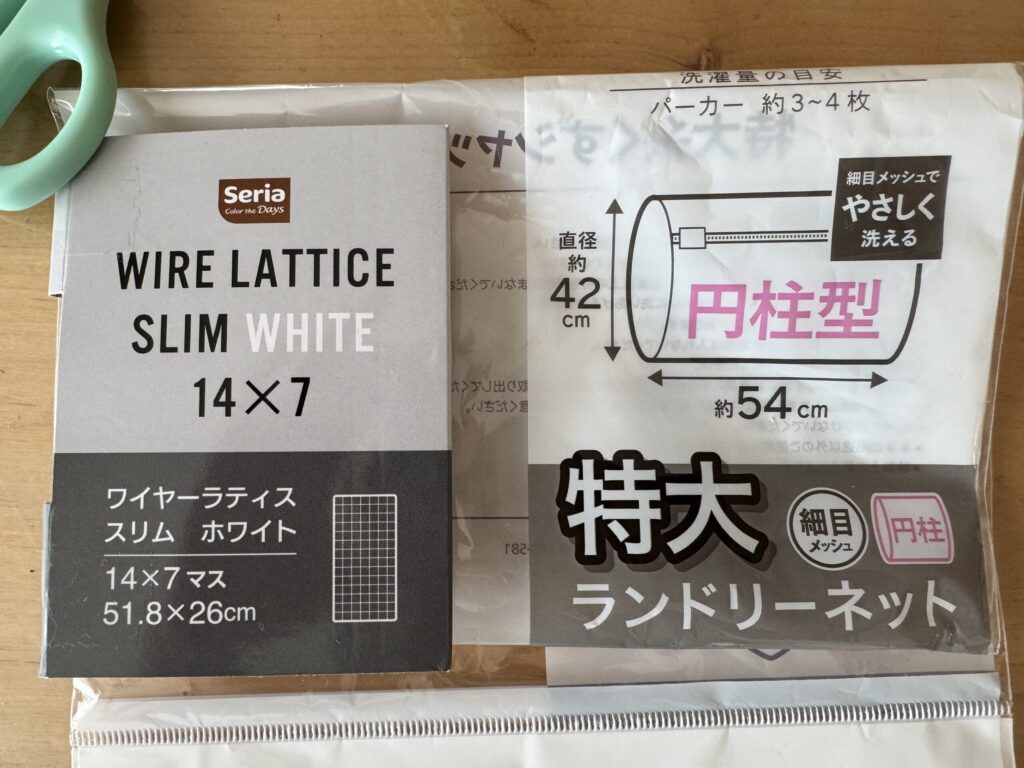 Seria
Color the Days
WIRE LATTICE
SLIM WHITE
14×7
ワイヤーラティス
スリム ホワイト
14×7 マス
51.8×26cm
洗濯量の目安
パーカー 約3~4枚
細目メッシュで
やさしく
洗える
直径
約
42
cm
円柱型
約54cm
特大
細目
メッシュ
円柱
ランドリーネット